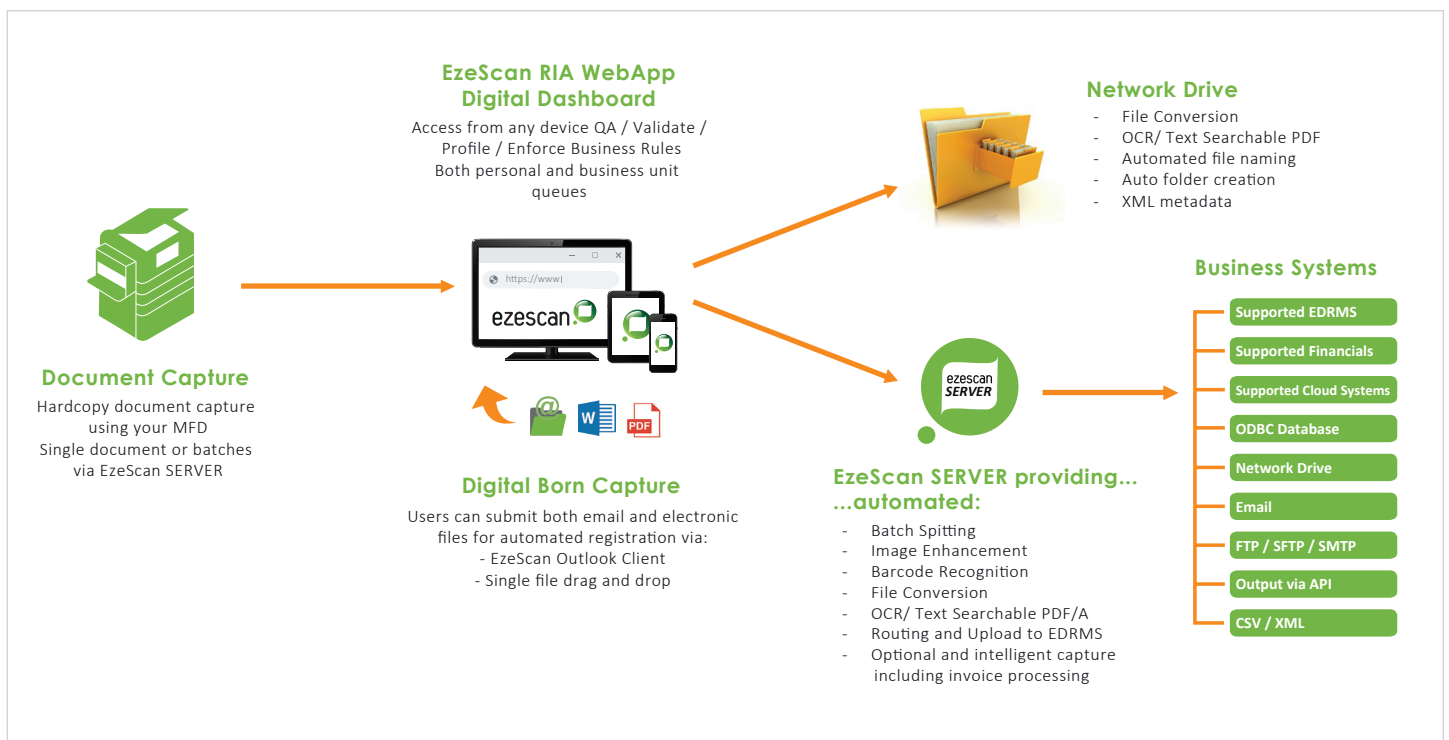 EzeScan RIA WebApp
Digital Dashboard
Access from any device QA / Validate /
Profile / Enforce Business Rules
Both personal and business unit
queues
https://www
ezescan
Document Capture
Hardcopy document capture
using your MFD
Single document or batches
via EzeScan SERVER
@
W
PDF
Digital Born Capture
Users can submit both email and electronic
files for automated registration via:
- EzeScan Outlook Client
- Single file drag and drop
Network Drive
- File Conversion
- OCR/ Text Searchable PDF
- Automated file naming
- Auto folder creation
- XML metadata
ezescan
SERVER
EzeScan SERVER providing...
...automated:
- Batch Spitting
- Image Enhancement
- Barcode Recognition
- File Conversion
- OCR/ Text Searchable PDF/A
- Routing and Upload to EDRMS
- Optional and intelligent capture
including invoice processing
Business Systems
Supported EDRMS
Supported Financials
Supported Cloud Systems
ODBC Database
Network Drive
Email
FTP / SFTP / SMTP
Output via API
CSV / XML